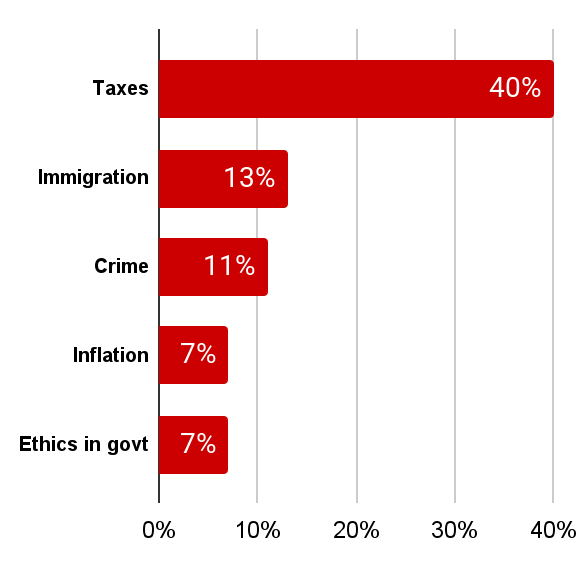 Taxes 40%
Immigration 13%
Crime 11%
Inflation 7%
Ethics in govt 7%
0% 10% 20% 30% 40%